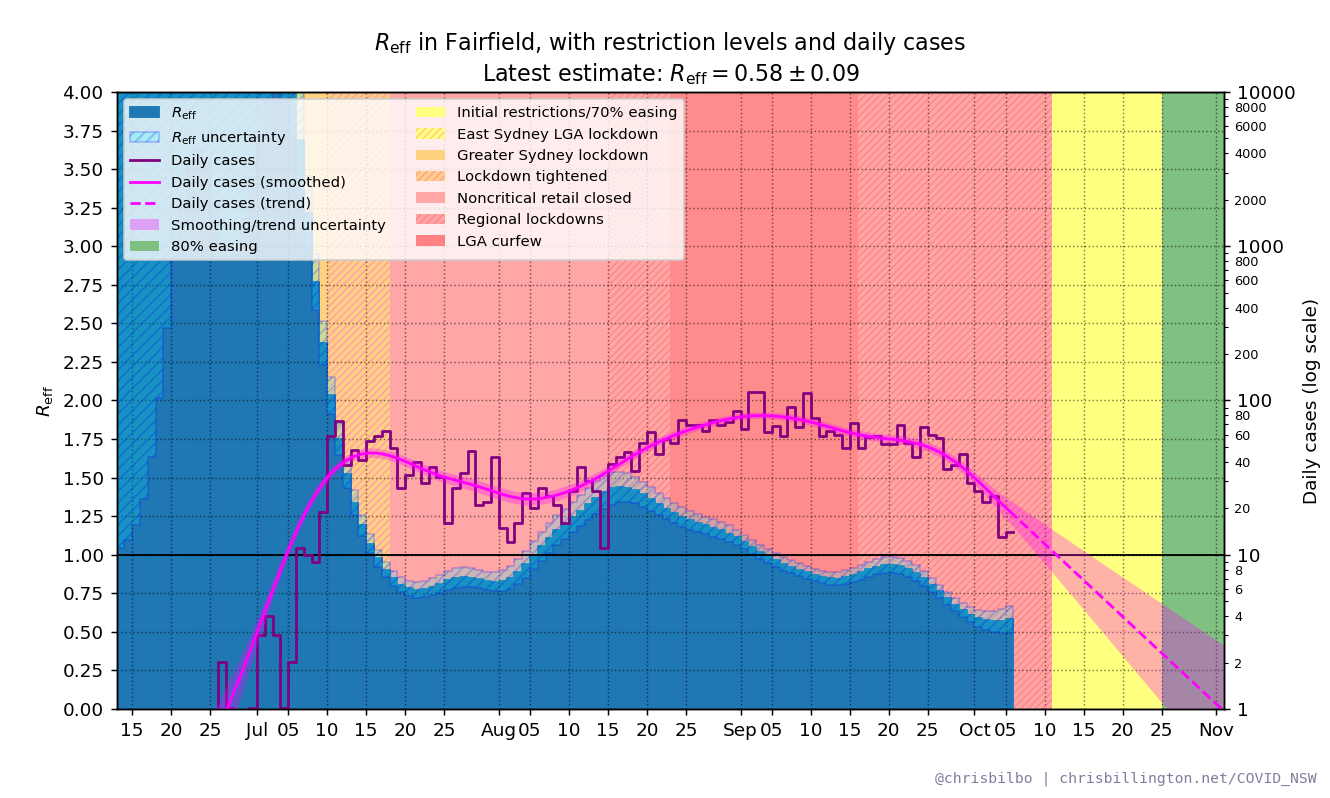 R_eff in Fairfield, with restriction levels and daily cases
Latest estimate: R_eff = 0.58 ± 0.09
R_eff
R_eff uncertainty
Daily cases
Daily cases (smoothed)
Daily cases (trend)
Smoothing/trend uncertainty
80% easing
Initial restrictions/70% easing
East Sydney LGA lockdown
Greater Sydney lockdown
Lockdown tightened
Noncritical retail closed
Regional lockdowns
LGA curfew
R_eff
4.00
3.75
3.50
3.25
3.00
2.75
2.50
2.25
2.00
1.75
1.50
1.25
1.00
0.75
0.50
0.25
0.00
10000
8000
6000
4000
2000
1000
800
600
400
200
100
80
60
40
20
10
8
6
4
2
1
Daily cases (log scale)
15 20 25 Jul 05 10 15 20 25 Aug 05 10 15 20 25 Sep 05 10 15 20 25 Oct 05 10 15 20 25 Nov
@chrisbilbo | chrisbillington.net/COVID_NSW